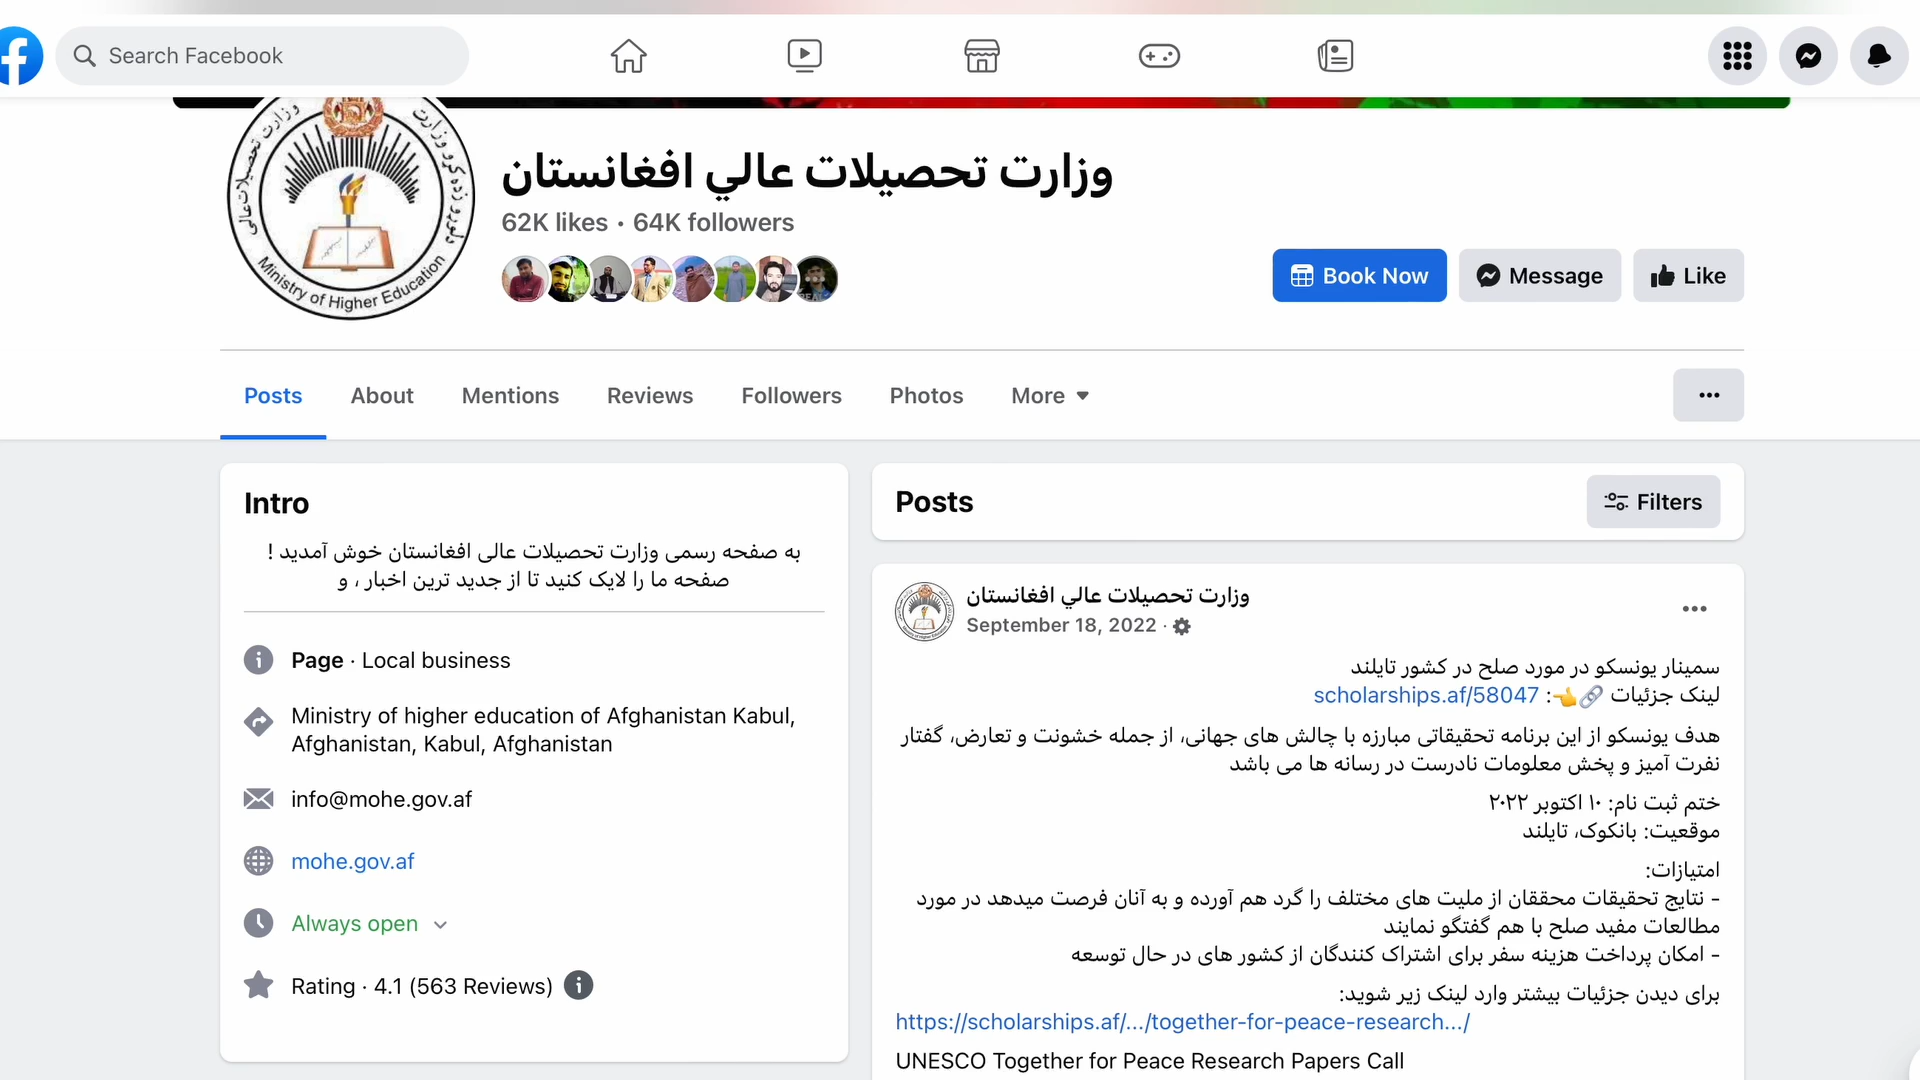 Search Facebook
وزارت تحصیلات عالی
Ministry of Higher Education
وزارت تحصیلات عالي افغانستان
62K likes · 64K followers
Book Now
Message
Like
Posts
About
Mentions
Reviews
Followers
Photos
More
Intro
به صفحه رسمی وزارت تحصیلات عالی افغانستان خوش آمدید !
صفحه ما را لایک کنید تا از جدید ترین اخبار ، و
Page · Local business
Ministry of higher education of Afghanistan Kabul,
Afghanistan, Kabul, Afghanistan
info@mohe.gov.af
mohe.gov.af
Always open
Rating · 4.1 (563 Reviews)
Posts
Filters
وزارت تحصیلات عالي افغانستان
September 18, 2022 ·
سمینار یونسکو در مورد صلح در کشور تایلند
لینک جزئیات 🔗👈: scholarships.af/58047
هدف یونسکو از این برنامه تحقیقاتی مبارزه با چالش های جهانی، از جمله خشونت و تعارض، گفتار
نفرت آمیز و پخش معلومات نادرست در رسانه ها می باشد
ختم ثبت نام: ۱۰ اکتوبر ۲۰۲۲
موقعیت: بانکوک، تایلند
امتیازات:
- نتایج تحقیقات محققان از ملیت های مختلف را گرد هم آورده و به آنان فرصت میدهد در مورد
مطالعات مفید صلح با هم گفتگو نمایند
- امکان پرداخت هزینه سفر برای اشتراک کنندگان از کشور های در حال توسعه
برای دیدن جزئیات بیشتر وارد لینک زیر شوید:
https://scholarships.af/.../together-for-peace-research.../
UNESCO Together for Peace Research Papers Call